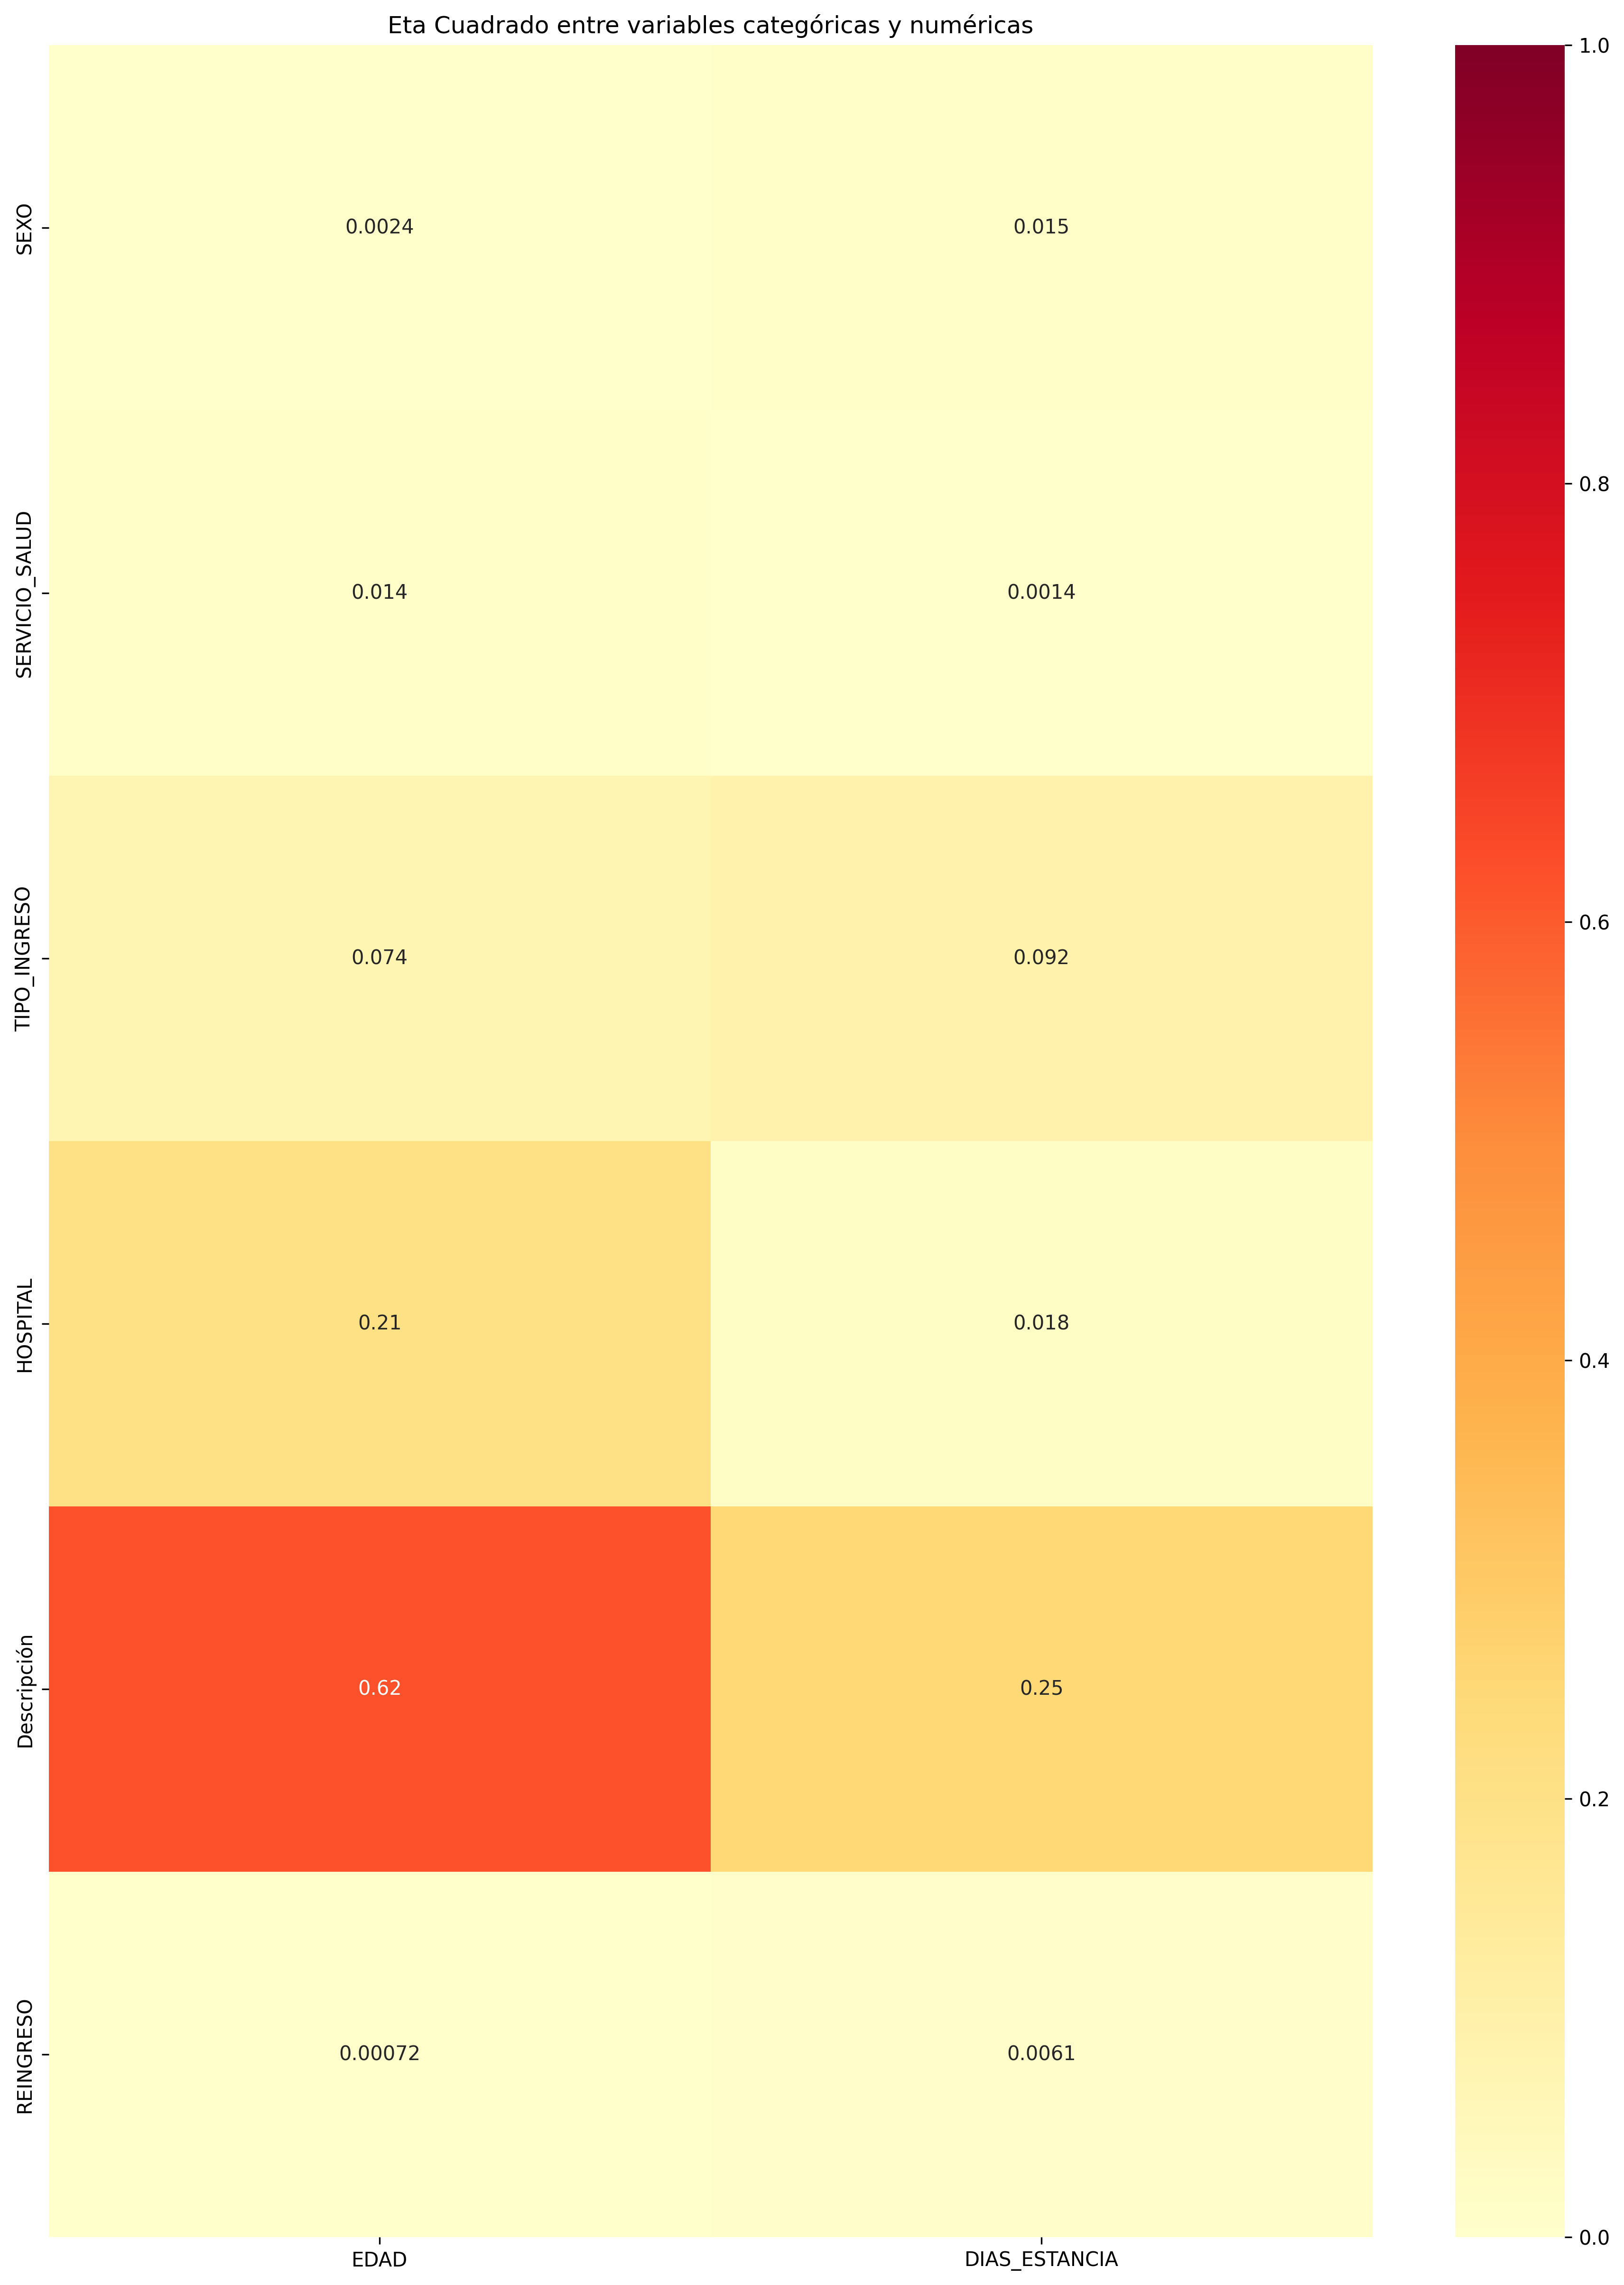 Eta Cuadrado entre variables categóricas y numéricas
SEXO
0.0024
0.015
SERVICIO_SALUD
0.014
0.0014
TIPO_INGRESO
0.074
0.092
HOSPITAL
0.21
0.018
Descripción
0.62
0.25
REINGRESO
0.00072
0.0061
EDAD
DIAS_ESTANCIA
1.0
0.8
0.6
0.4
0.2
0.0